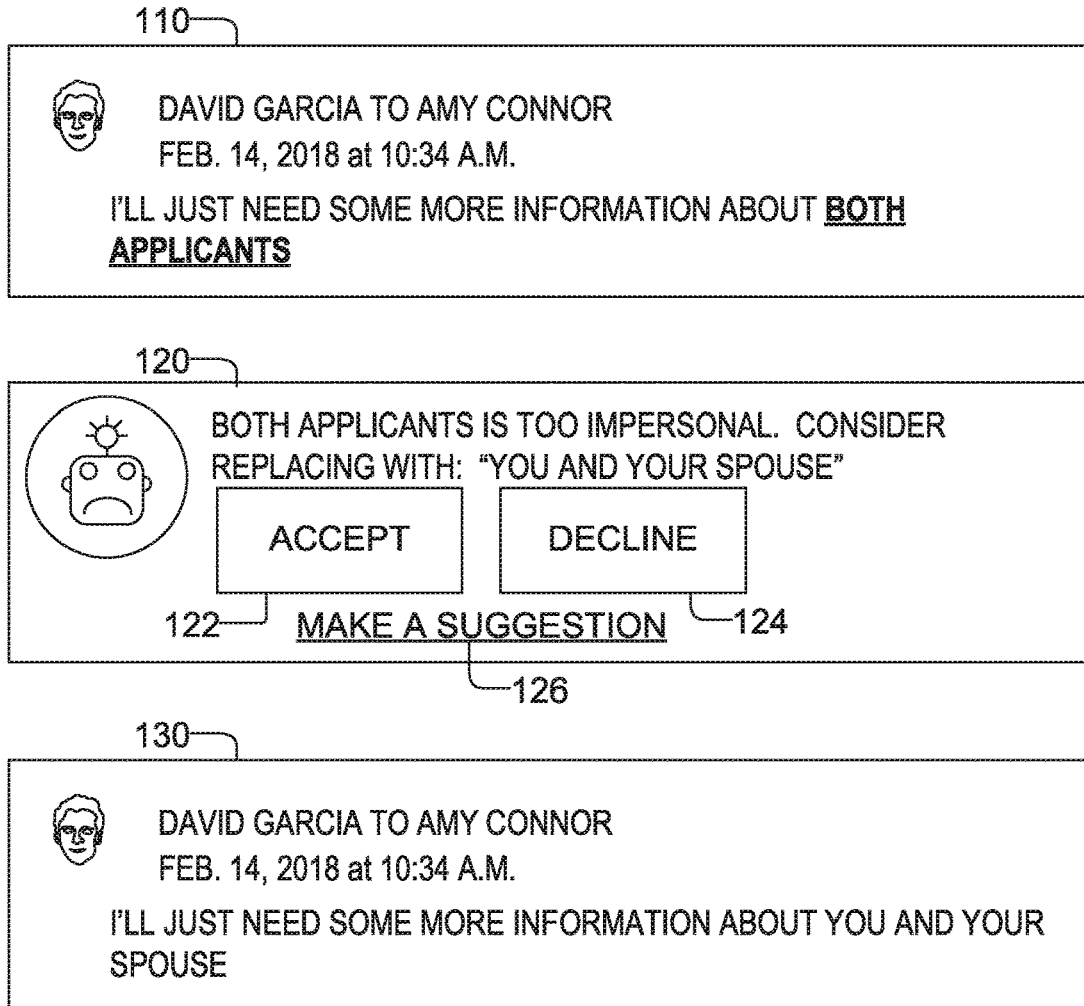 110
DAVID GARCIA TO AMY CONNOR
FEB. 14, 2018 at 10:34 A.M.
I'LL JUST NEED SOME MORE INFORMATION ABOUT BOTH
APPLICANTS
120
BOTH APPLICANTS IS TOO IMPERSONAL. CONSIDER
REPLACING WITH: "YOU AND YOUR SPOUSE"
ACCEPT DECLINE
122 MAKE A SUGGESTION 124
126
130
DAVID GARCIA TO AMY CONNOR
FEB. 14, 2018 at 10:34 A.M.
I'LL JUST NEED SOME MORE INFORMATION ABOUT YOU AND YOUR
SPOUSE